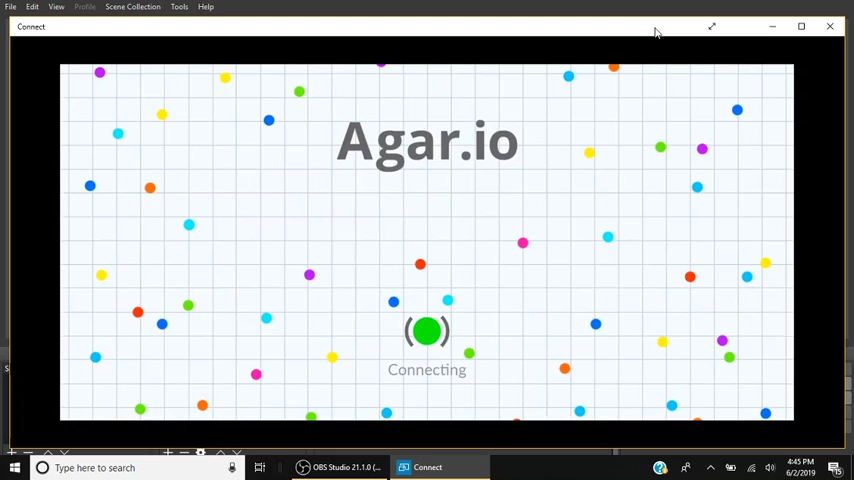 File Edit View Profile Scene Collection Tools Help
Connect
Agar.io
Connecting
Type here to search
OBS Studio 21.1.0 (...
Connect
4:45 PM
6/2/2019
15